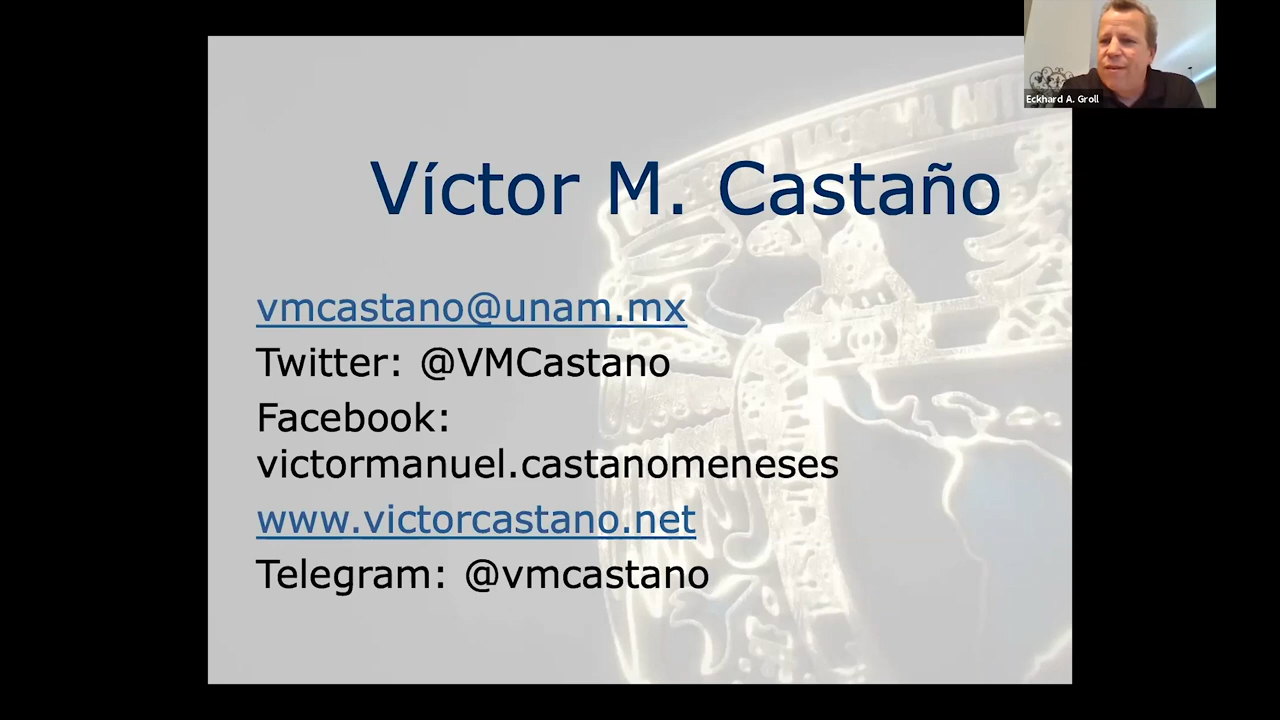 Eckhard A. Groll
Víctor M. Castaño
vmcastano@unam.mx
Twitter: @VMCastano
Facebook:
victormanuel.castanomeneses
www.victorcastano.net
Telegram: @vmcastano